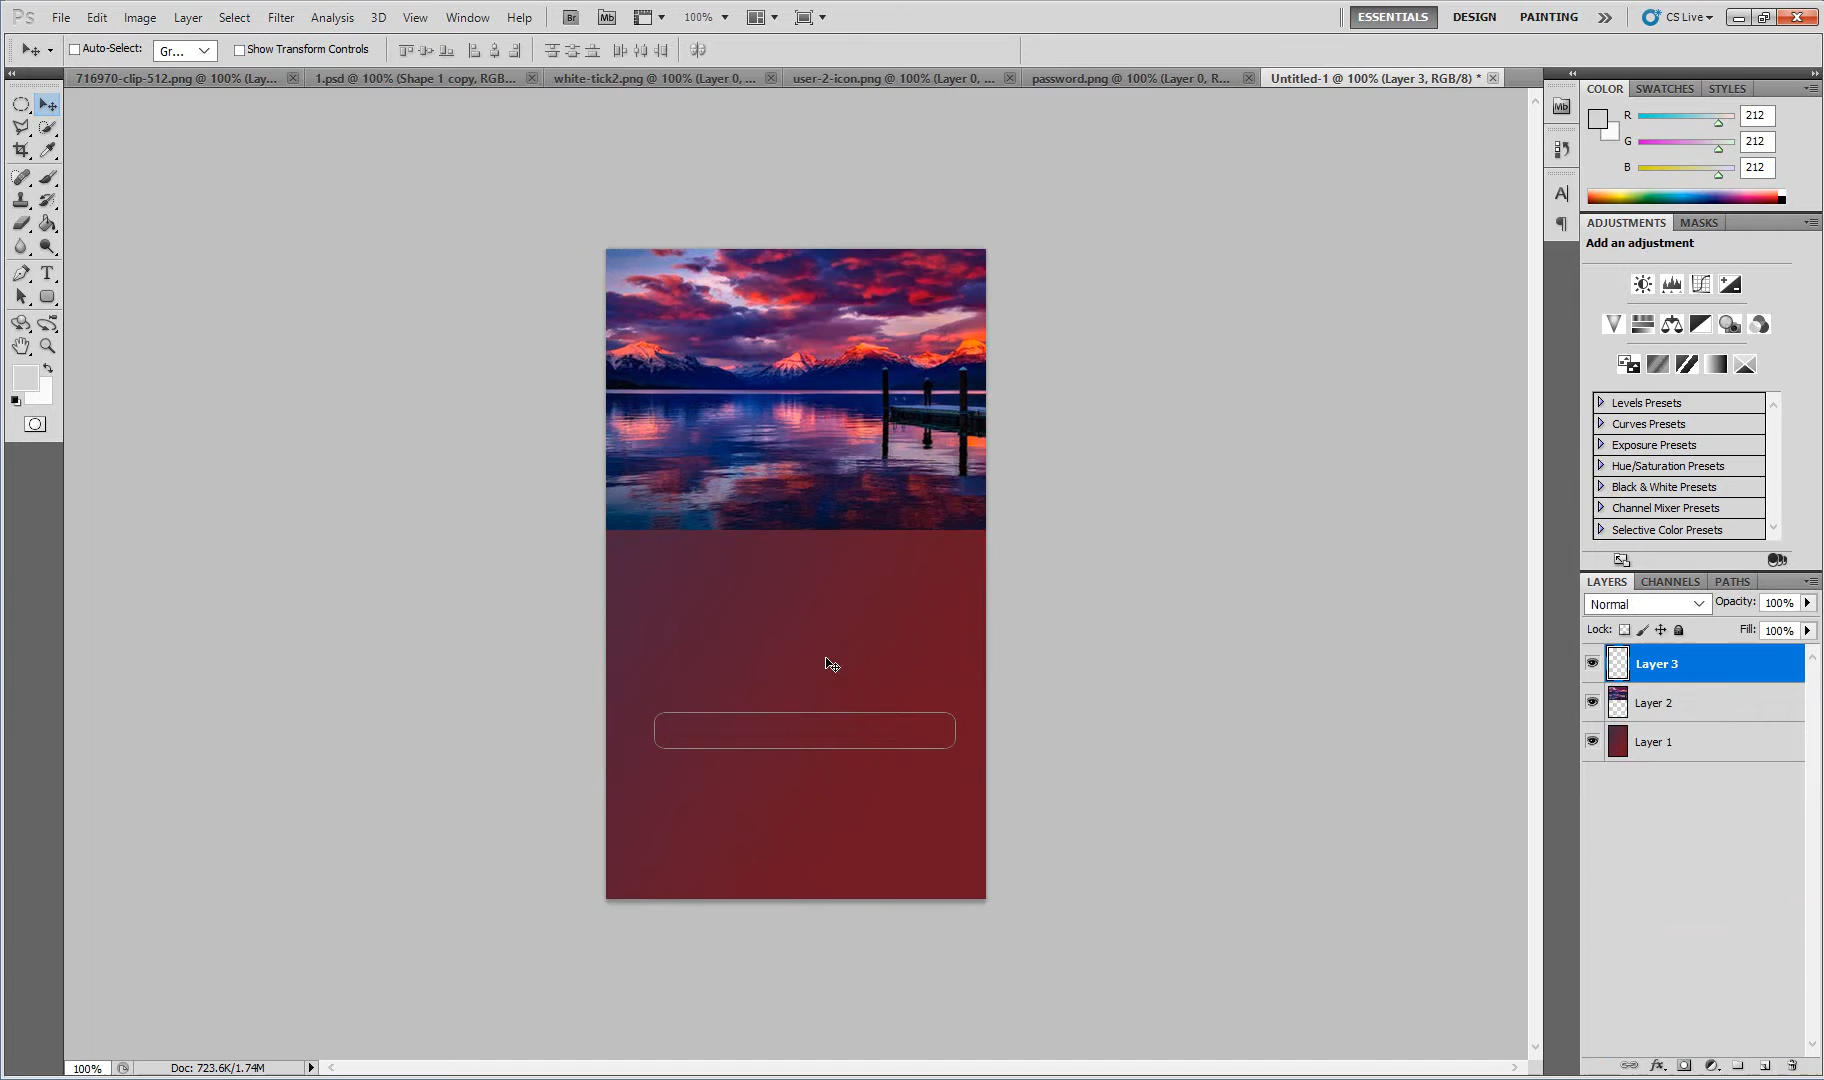 Ps File Edit Image Layer Select Filter Analysis 3D View Window Help Br Mb 100% ESSENTIALS DESIGN PAINTING CS Live
Auto-Select: Gr... Show Transform Controls
716970-clip-512.png @ 100% (Lay... 1.psd @ 100% (Shape 1 copy, RGB... white-tick2.png @ 100% (Layer 0, ... user-2-icon.png @ 100% (Layer 0, ... password.png @ 100% (Layer 0, R... Untitled-1 @ 100% (Layer 3, RGB/8) *
COLOR SWATCHES STYLES
Mb
R 212
G 212
B 212
ADJUSTMENTS MASKS
Add an adjustment
Levels Presets
Curves Presets
Exposure Presets
Hue/Saturation Presets
Black & White Presets
Channel Mixer Presets
Selective Color Presets
LAYERS CHANNELS PATHS
Normal Opacity: 100%
Lock: Fill: 100%
Layer 3
Layer 2
Layer 1
100% Doc: 723.6K/1.74M